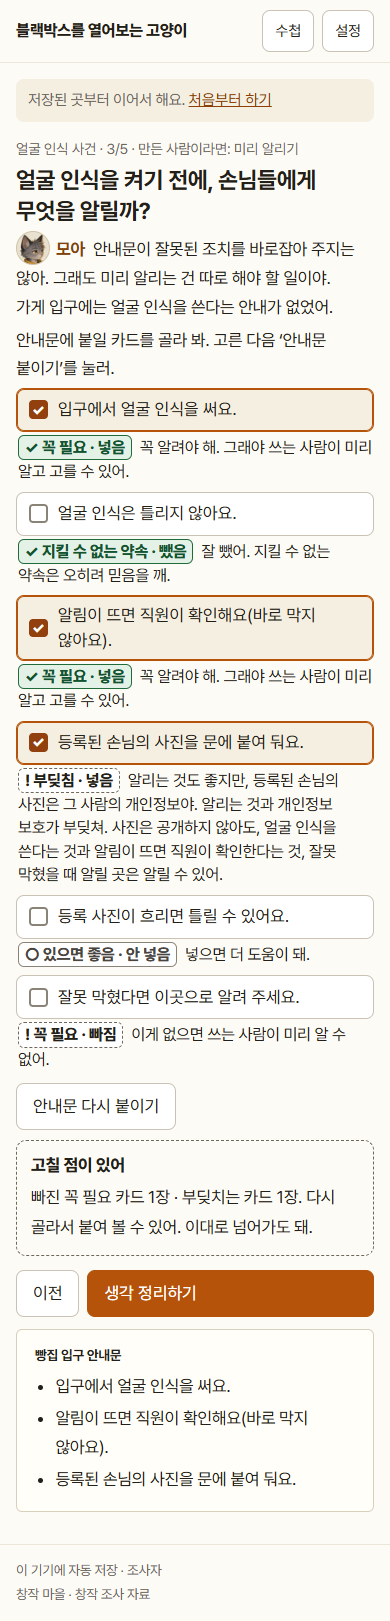 블랙박스를 열어보는 고양이
수첩
설정
저장된 곳부터 이어서 해요. 처음부터 하기
얼굴 인식 사건 · 3/5 · 만든 사람이라면: 미리 알리기
얼굴 인식을 켜기 전에, 손님들에게
무엇을 알릴까?
모아 안내문이 잘못된 조치를 바로잡아 주지는
않아. 그래도 미리 알리는 건 따로 해야 할 일이야.
가게 입구에는 얼굴 인식을 쓴다는 안내가 없었어.
안내문에 붙일 카드를 골라 봐. 고른 다음 ‘안내문
붙이기’를 눌러.
입구에서 얼굴 인식을 써요.
✓ 꼭 필요 · 넣음 꼭 알려야 해. 그래야 쓰는 사람이 미리
알고 고를 수 있어.
얼굴 인식은 틀리지 않아요.
✓ 지킬 수 없는 약속 · 뺐음 잘 뺐어. 지킬 수 없는
약속은 오히려 믿음을 깨.
알림이 뜨면 직원이 확인해요(바로 막지
않아요).
✓ 꼭 필요 · 넣음 꼭 알려야 해. 그래야 쓰는 사람이 미리
알고 고를 수 있어.
등록된 손님의 사진을 문에 붙여 둬요.
! 부딪침 · 넣음 알리는 것도 좋지만, 등록된 손님의
사진은 그 사람의 개인정보야. 알리는 것과 개인정보
보호가 부딪쳐. 사진은 공개하지 않아도, 얼굴 인식을
쓴다는 것과 알림이 뜨면 직원이 확인한다는 것, 잘못
막혔을 때 알릴 곳은 알릴 수 있어.
등록 사진이 흐리면 틀릴 수 있어요.
○ 있으면 좋음 · 안 넣음 넣으면 더 도움이 돼.
잘못 막혔다면 이곳으로 알려 주세요.
! 꼭 필요 · 빠짐 이게 없으면 쓰는 사람이 미리 알 수
없어.
안내문 다시 붙이기
고칠 점이 있어
빠진 꼭 필요 카드 1장 · 부딪치는 카드 1장. 다시
골라서 붙여 볼 수 있어. 이대로 넘어가도 돼.
이전
생각 정리하기
빵집 입구 안내문
• 입구에서 얼굴 인식을 써요.
• 알림이 뜨면 직원이 확인해요(바로 막지
않아요).
• 등록된 손님의 사진을 문에 붙여 둬요.
이 기기에 자동 저장 · 조사자
창작 마을 · 창작 조사 자료